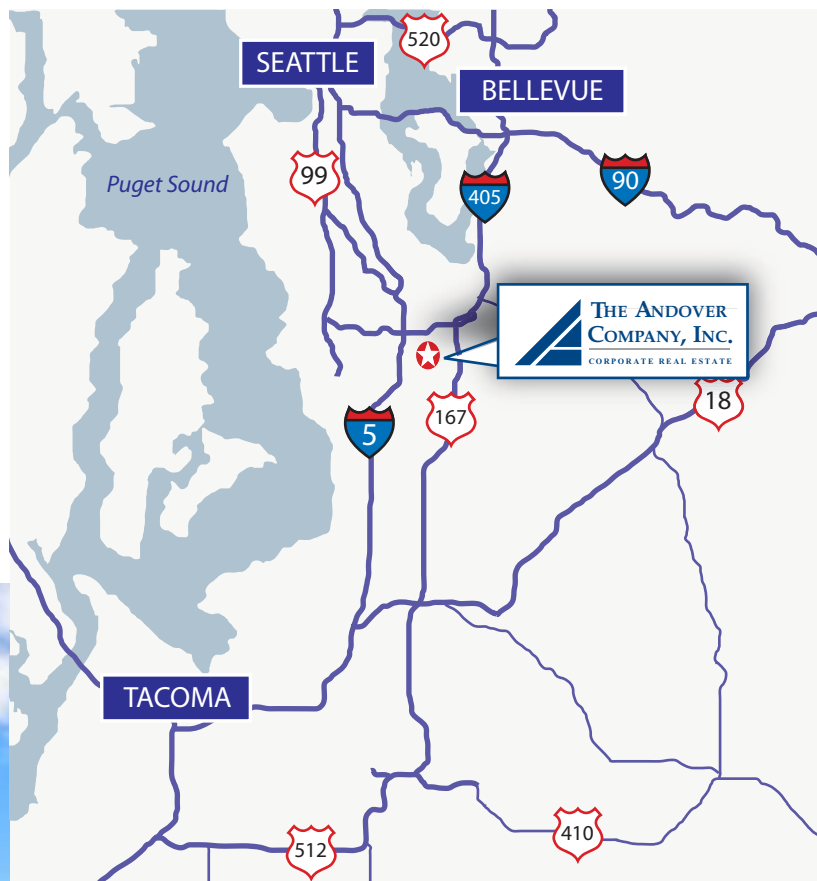 520
SEATTLE
BELLEVUE
99
Puget Sound
405
90
THE ANDOVER
COMPANY, INC.
CORPORATE REAL ESTATE
18
167
5
TACOMA
512
410